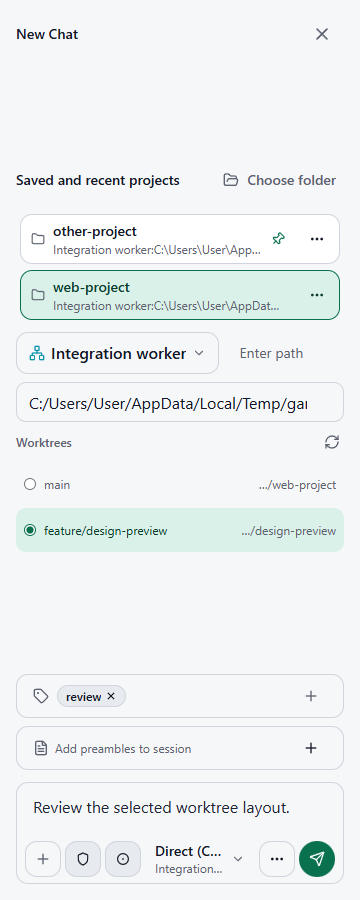 New Chat
Saved and recent projects
Choose folder
other-project
Integration worker:C:\Users\User\App...
web-project
Integration worker:C:\Users\User\AppDat...
Integration worker
Enter path
C:/Users/User/AppData/Local/Temp/gar
Worktrees
main
.../web-project
feature/design-preview
.../design-preview
review
Add preambles to session
Review the selected worktree layout.
Direct (C...
Integration...